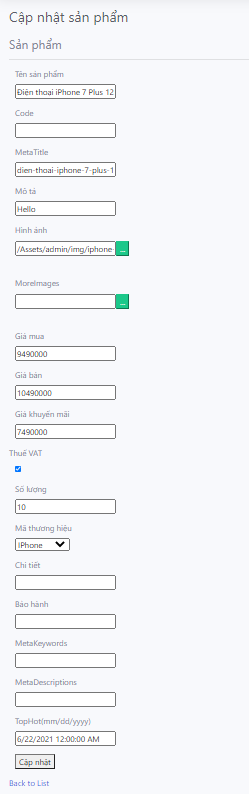 Cập nhật sản phẩm
Sản phẩm
Tên sản phẩm
Điện thoại iPhone 7 Plus 12
Code
MetaTitle
dien-thoai-iphone-7-plus-1
Mô tả
Hello
Hình ảnh
/Assets/admin/img/iphone- ...
MoreImages
...
Giá mua
9490000
Giá bán
10490000
Giá khuyến mãi
7490000
Thuế VAT
Số lượng
10
Mã thương hiệu
IPhone
Chi tiết
Bảo hành
MetaKeywords
MetaDescriptions
TopHot(mm/dd/yyyy)
6/22/2021 12:00:00 AM
Cập nhật
Back to List